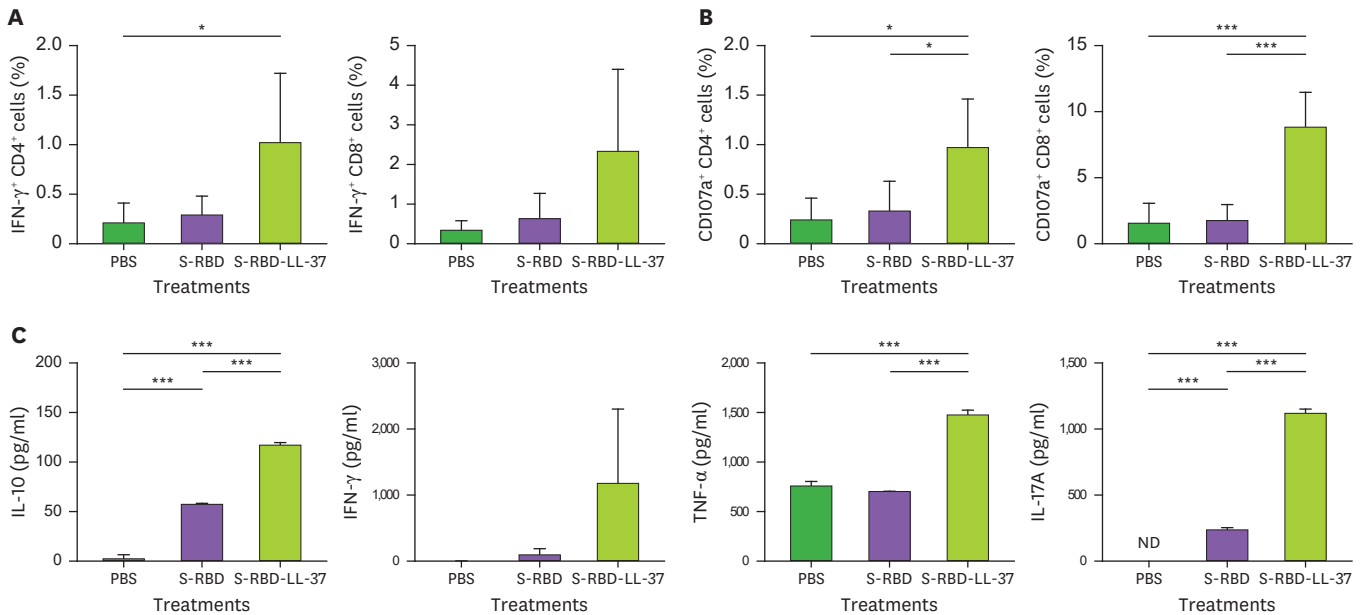 A
IFN-γ⁺ CD4⁺ cells (%)
2.0
1.5
1.0
0.5
0
*
PBS
S-RBD
S-RBD-LL-37
Treatments
IFN-γ⁺ CD8⁺ cells (%)
5
4
3
2
1
0
PBS
S-RBD
S-RBD-LL-37
Treatments
B
CD107a⁺ CD4⁺ cells (%)
2.0
1.5
1.0
0.5
0
*
*
PBS
S-RBD
S-RBD-LL-37
Treatments
CD107a⁺ CD8⁺ cells (%)
15
10
5
0
***
***
PBS
S-RBD
S-RBD-LL-37
Treatments
C
IL-10 (pg/ml)
200
150
100
50
0
***
***
***
PBS
S-RBD
S-RBD-LL-37
Treatments
IFN-γ (pg/ml)
3,000
2,000
1,000
0
PBS
S-RBD
S-RBD-LL-37
Treatments
TNF-α (pg/ml)
2,000
1,500
1,000
500
0
***
***
PBS
S-RBD
S-RBD-LL-37
Treatments
IL-17A (pg/ml)
1,500
1,000
500
0
***
***
***
ND
PBS
S-RBD
S-RBD-LL-37
Treatments